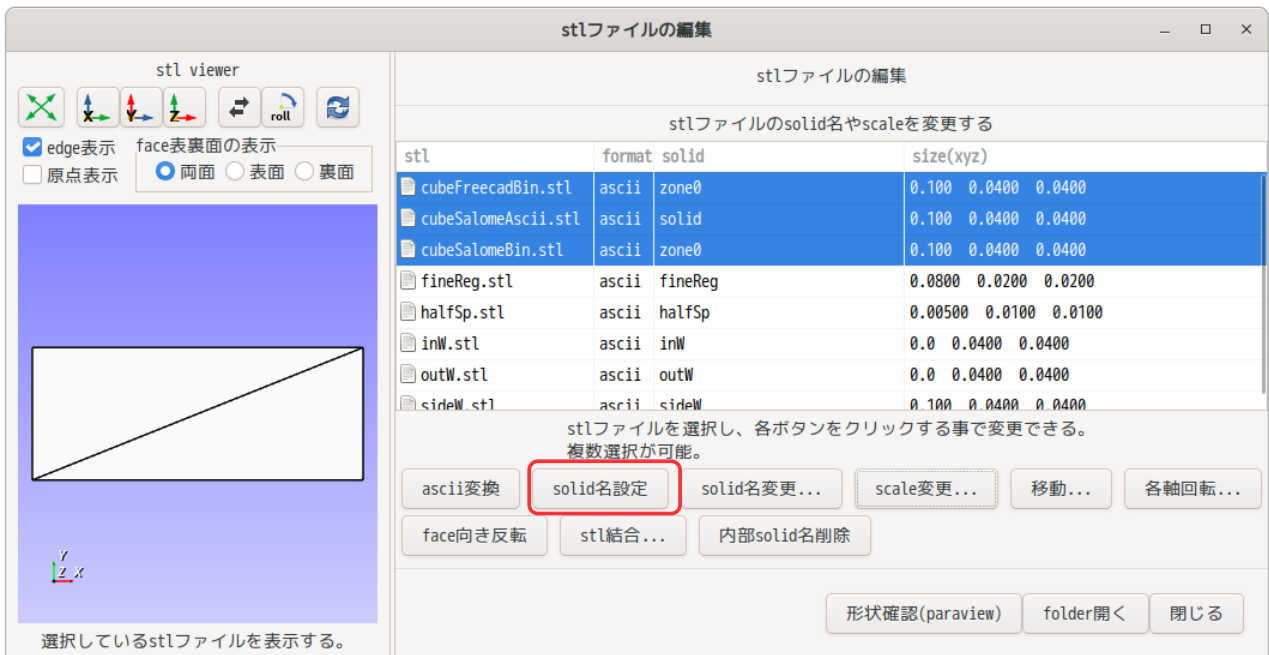 stlファイルの編集
stl viewer
X
Y
Z
roll
edge表示
face表裏面の表示
原点表示
両面 表面 裏面
Y
Z X
選択しているstlファイルを表示する。
stlファイルの編集
stlファイルのsolid名やscaleを変更する
stl format solid size(xyz)
cubeFreecadBin.stl ascii zone0 0.100 0.0400 0.0400
cubeSalomeAscii.stl ascii solid 0.100 0.0400 0.0400
cubeSalomeBin.stl ascii zone0 0.100 0.0400 0.0400
fineReg.stl ascii fineReg 0.0800 0.0200 0.0200
halfSp.stl ascii halfSp 0.00500 0.0100 0.0100
inW.stl ascii inW 0.0 0.0400 0.0400
outW.stl ascii outW 0.0 0.0400 0.0400
sideW.stl ascii sideW 0.100 0.0400 0.0400
stlファイルを選択し、各ボタンをクリックする事で変更できる。
複数選択が可能。
ascii変換 solid名設定 solid名変更... scale変更... 移動... 各軸回転...
face向き反転 stl結合... 内部solid名削除
形状確認(paraview) folder開く 閉じる